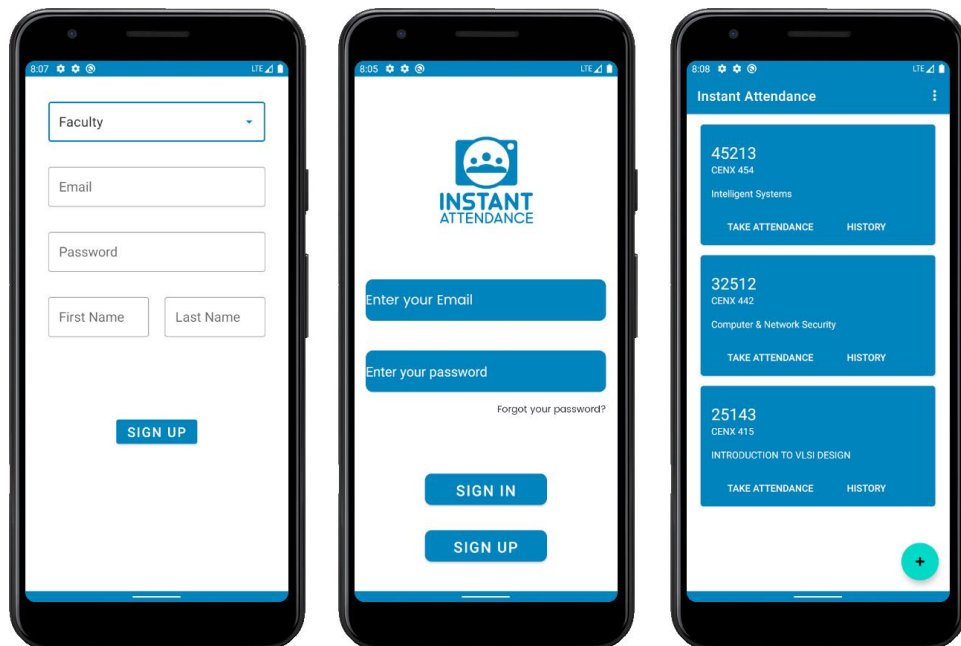 8:07
LTE
Faculty
Email
Password
First Name Last Name
SIGN UP
8:05
LTE
INSTANT
ATTENDANCE
Enter your Email
Enter your password
Forgot your password?
SIGN IN
SIGN UP
8:08
LTE
Instant Attendance
45213
CENX 454
Intelligent Systems
TAKE ATTENDANCE HISTORY
32512
CENX 442
Computer & Network Security
TAKE ATTENDANCE HISTORY
25143
CENX 415
INTRODUCTION TO VLSI DESIGN
TAKE ATTENDANCE HISTORY
+